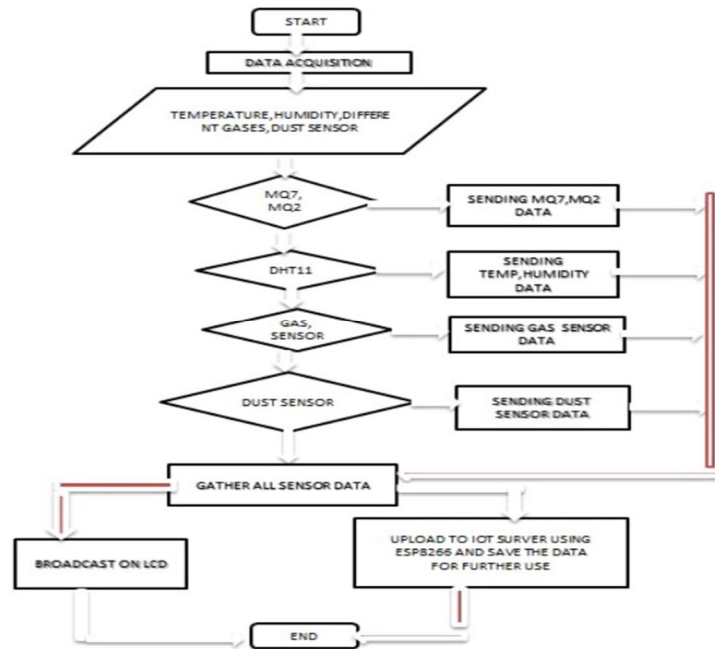 START
DATA ACQUISITION
TEMPERATURE,HUMIDITY,DIFFERE
NT GASES,DUST SENSOR
MQ7,
MQ2
SENDING MQ7,MQ2
DATA
DHT11
SENDING
TEMP,HUMIDITY
DATA
GAS,
SENSOR
SENDING GAS SENSOR
DATA
DUST SENSOR
SENDING DUST
SENSOR DATA
GATHER ALL SENSOR DATA
BROADCAST ON LCD
UPLOAD TO IOT SURVER USING
ESP8266 AND SAVE THE DATA
FOR FURTHER USE
END